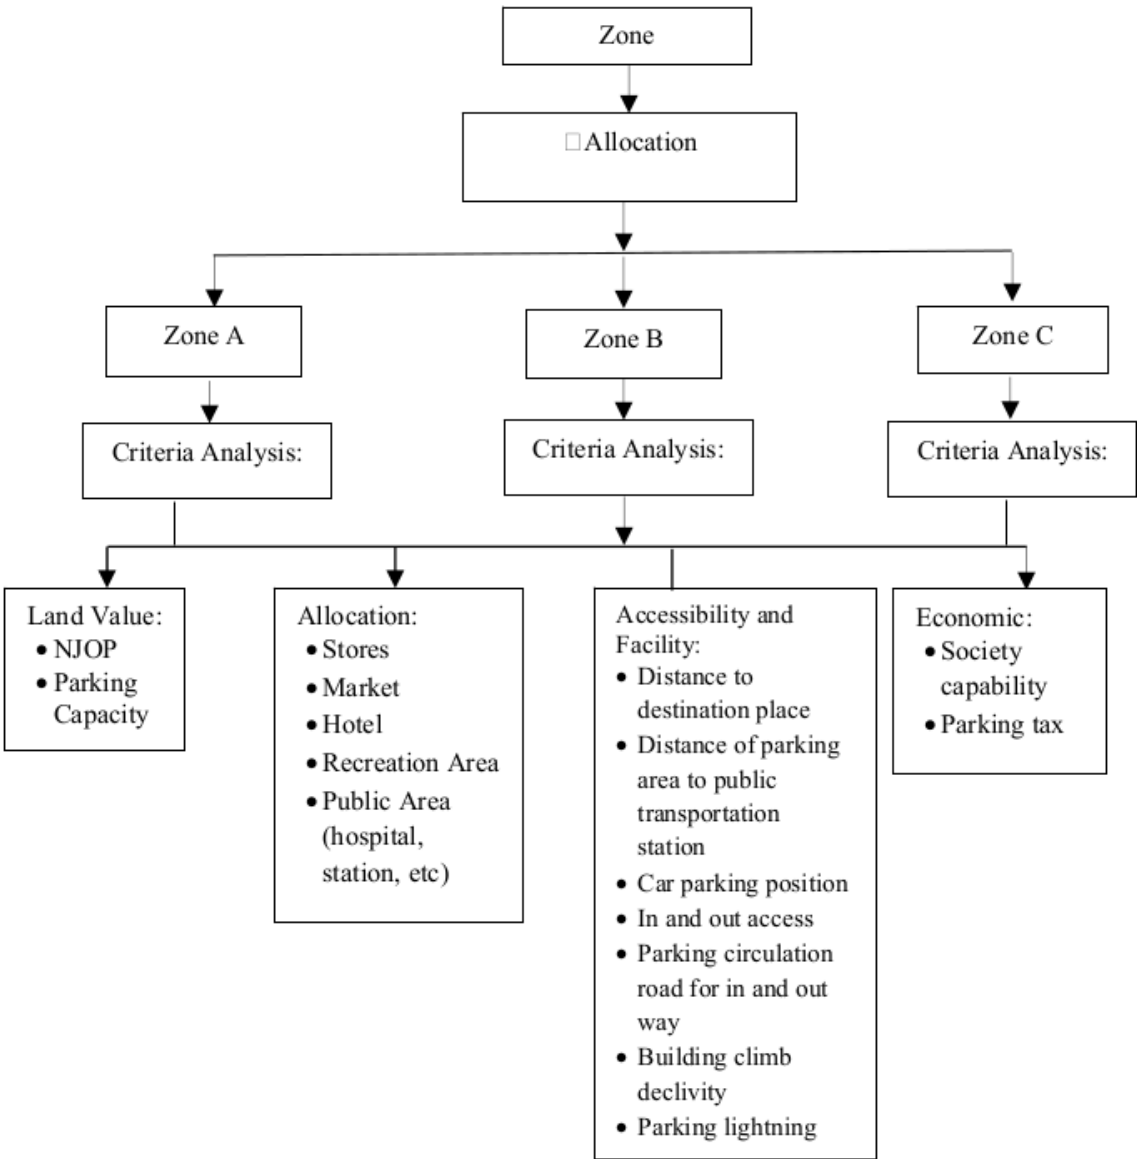 Zone
□Allocation
Zone A
Zone B
Zone C
Criteria Analysis:
Criteria Analysis:
Criteria Analysis:
Land Value:
• NJOP
• Parking
Capacity
Allocation:
• Stores
• Market
• Hotel
• Recreation Area
• Public Area
(hospital,
station, etc)
Accessibility and
Facility:
• Distance to
destination place
• Distance of parking
area to public
transportation
station
• Car parking position
• In and out access
• Parking circulation
road for in and out
way
• Building climb
declivity
• Parking lightning
Economic:
• Society
capability
• Parking tax